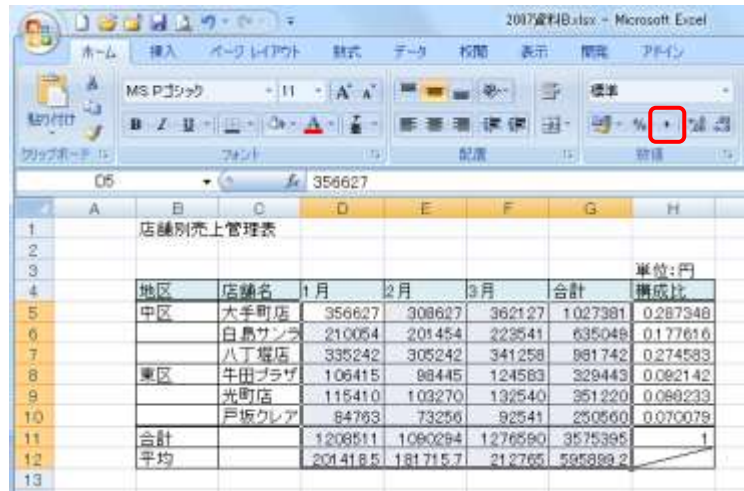 2007資料B.xlsx - Microsoft Excel
ホーム 挿入 ページ レイアウト 数式 データ 校閲 表示 開発 アドイン
MS Pゴシック 11 A A 標準
貼り付け B I U A % ,
クリップボード フォント 配置 数値
D5 fx 356627
A B C D E F G H
1 店舗別売上管理表
2
3 単位:円
4 地区 店舗名 1月 2月 3月 合計 構成比
5 中区 大手町店 356627 308627 362127 1027381 0.287348
6 白島サンラ 210054 201454 223541 635049 0.177616
7 八丁堀店 335242 305242 341258 981742 0.274583
8 東区 牛田プラザ 106415 98445 124583 329443 0.092142
9 光町店 115410 103270 132540 351220 0.098233
10 戸坂クレア 84763 73256 92541 250560 0.070079
11 合計 1208511 1090294 1276590 3575395 1
12 平均 201418.5 181715.7 212765 595899.2
13